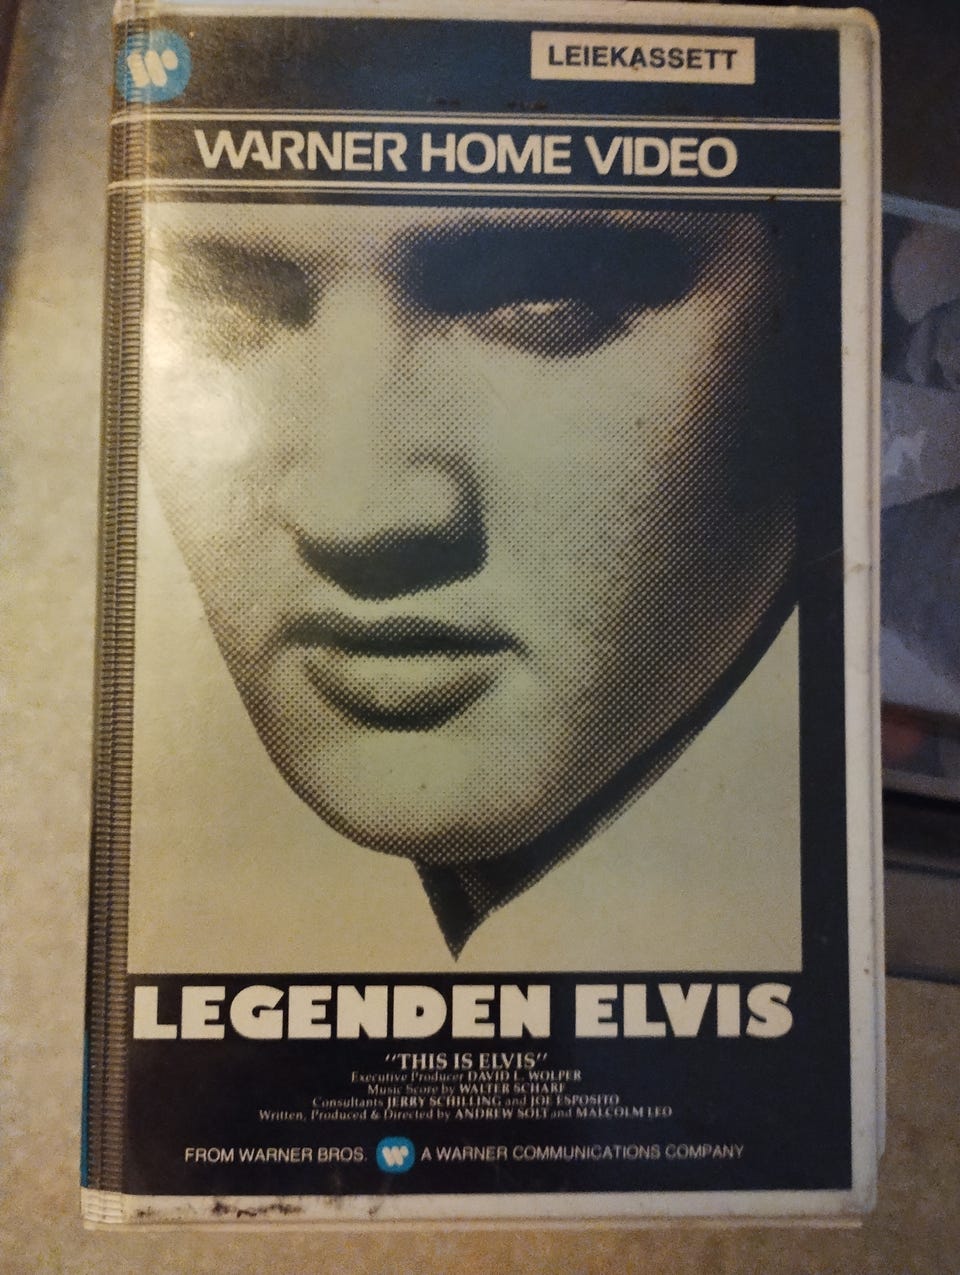 LEIEKASSETT
WARNER HOME VIDEO
LEGENDEN ELVIS
"THIS IS ELVIS"
Executive Producer DAVID L. WOLPER
Music Score by WALTER SCHARF
Consultants JERRY SCHILLING and JOE ESPOSITO
Written, Produced & Directed by ANDREW SOLT and MALCOLM LEO
FROM WARNER BROS. A WARNER COMMUNICATIONS COMPANY